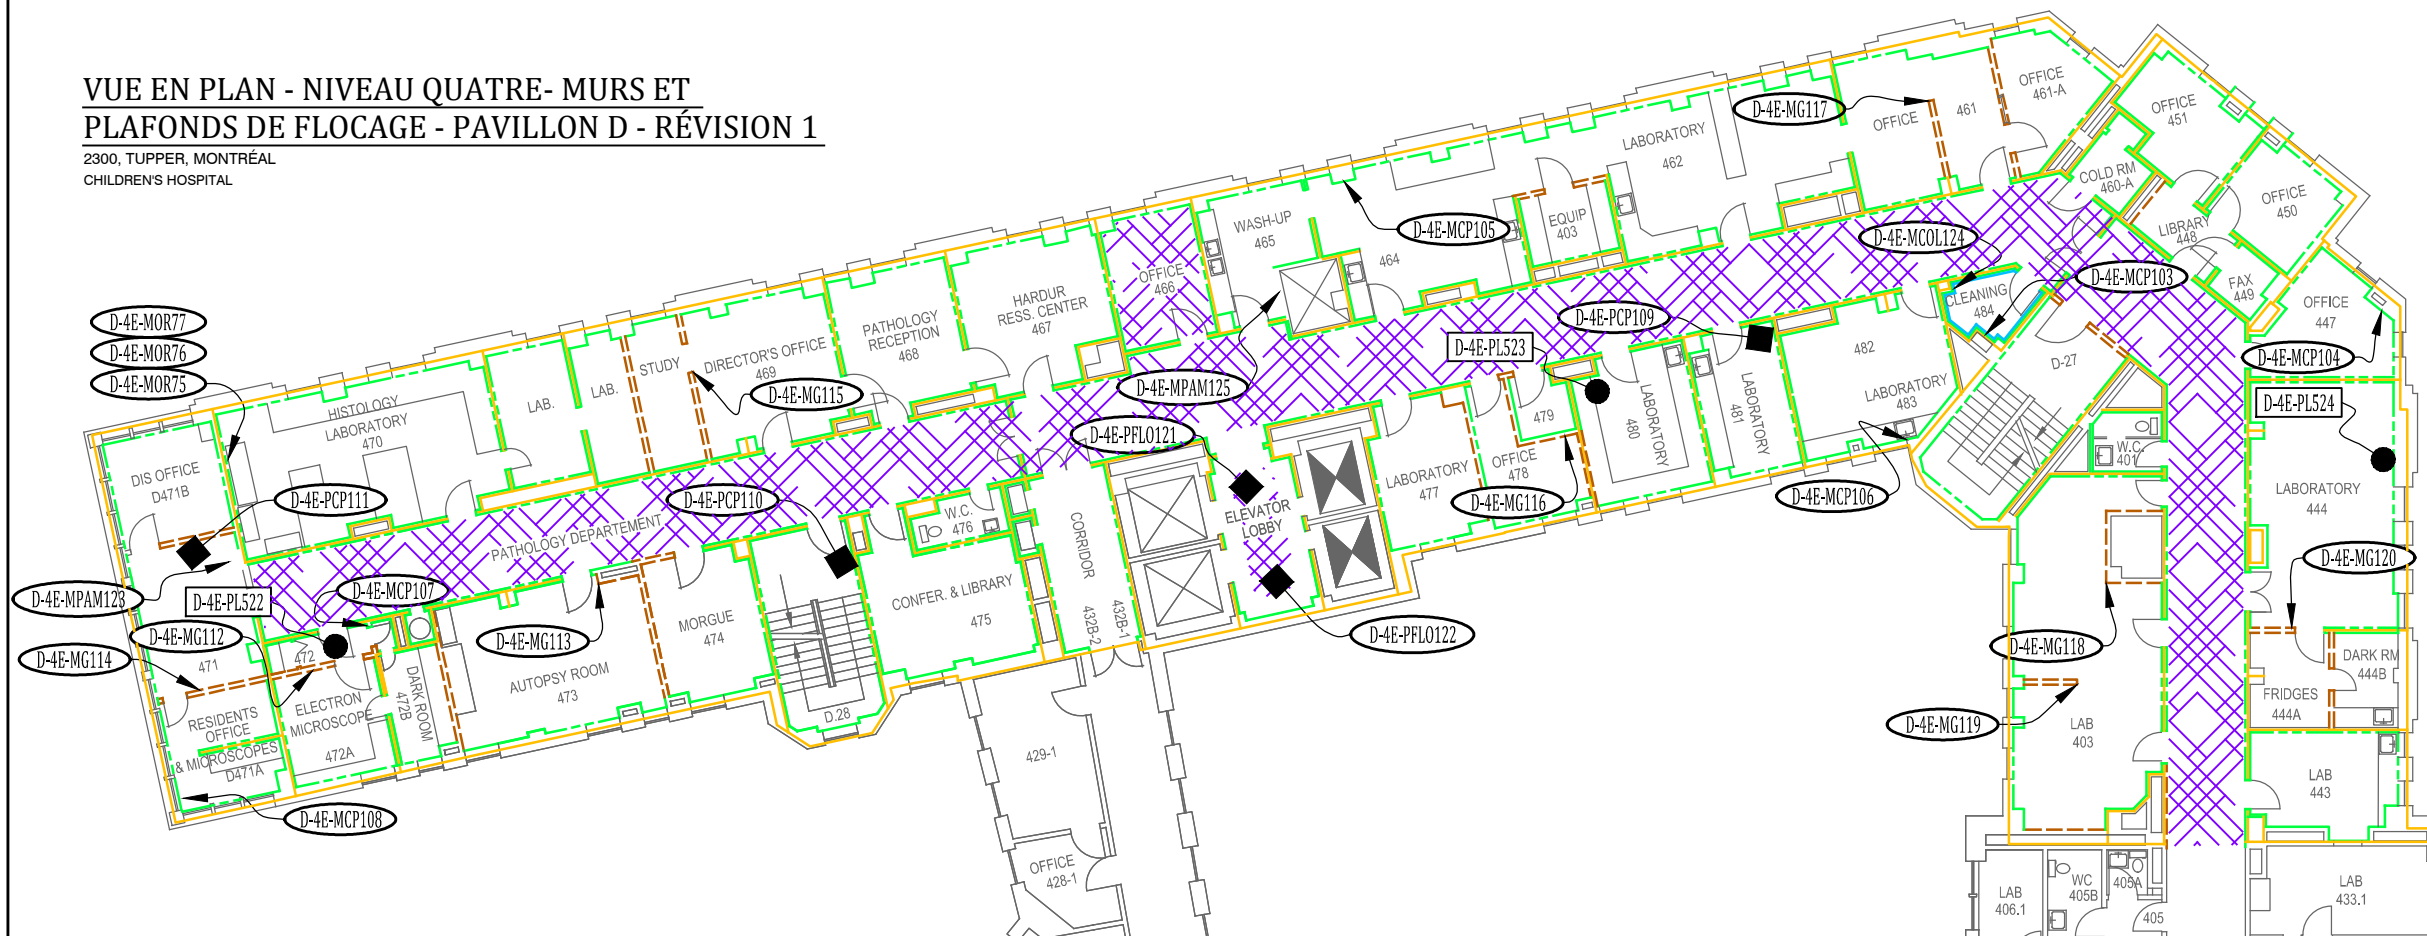 VUE EN PLAN - NIVEAU QUATRE- MURS ET
PLAFONDS DE FLOCAGE - PAVILLON D - RÉVISION 1
2300, TUPPER, MONTRÉAL
CHILDREN'S HOSPITAL
D-4E-MOR77
D-4E-MOR76
D-4E-MOR75
DIS OFFICE
D471B
HISTOLOGY
LABORATORY
470
LAB.
LAB.
STUDY
DIRECTOR'S OFFICE
469
D-4E-MG115
PATHOLOGY
RECEPTION
468
HARDUR
RESS. CENTER
467
OFFICE
466
WASH-UP
465
464
D-4E-MCP105
D-4E-MPAM125
EQUIP
403
LABORATORY
462
D-4E-MG117
OFFICE
461
OFFICE
461-A
OFFICE
451
COLD RM
460-A
LIBRARY
448
OFFICE
450
FAX
449
OFFICE
447
D-4E-MCOL124
D-4E-MCP103
D-4E-MCP104
CLEANING
484
D-27
D-4E-PCP109
D-4E-PL523
D-4E-PFLO121
D-4E-PCP111
D-4E-PCP110
PATHOLOGY DEPARTEMENT
W.C.
476
CORRIDOR
432B-2
432B-1
ELEVATOR
LOBBY
LABORATORY
477
OFFICE
478
479
D-4E-MG116
LABORATORY
480
LABORATORY
481
482
LABORATORY
483
D-4E-MCP106
W.C.
401
D-4E-PL524
LABORATORY
444
D-4E-MG120
D-4E-MPAM123
D-4E-PL522
D-4E-MCP107
D-4E-MG112
D-4E-MG114
471
472
D-4E-MG113
MORGUE
474
CONFER. & LIBRARY
475
D-4E-PFLO122
AUTOPSY ROOM
473
DARK ROOM
472B
ELECTRON
MICROSCOPE
472A
RESIDENTS
OFFICE
& MICROSCOPES
D471A
D-4E-MCP108
D.28
429-1
OFFICE
428-1
D-4E-MG118
D-4E-MG119
LAB
403
DARK RM
444B
FRIDGES
444A
LAB
443
LAB
406.1
WC
405B
405A
405
LAB
433.1